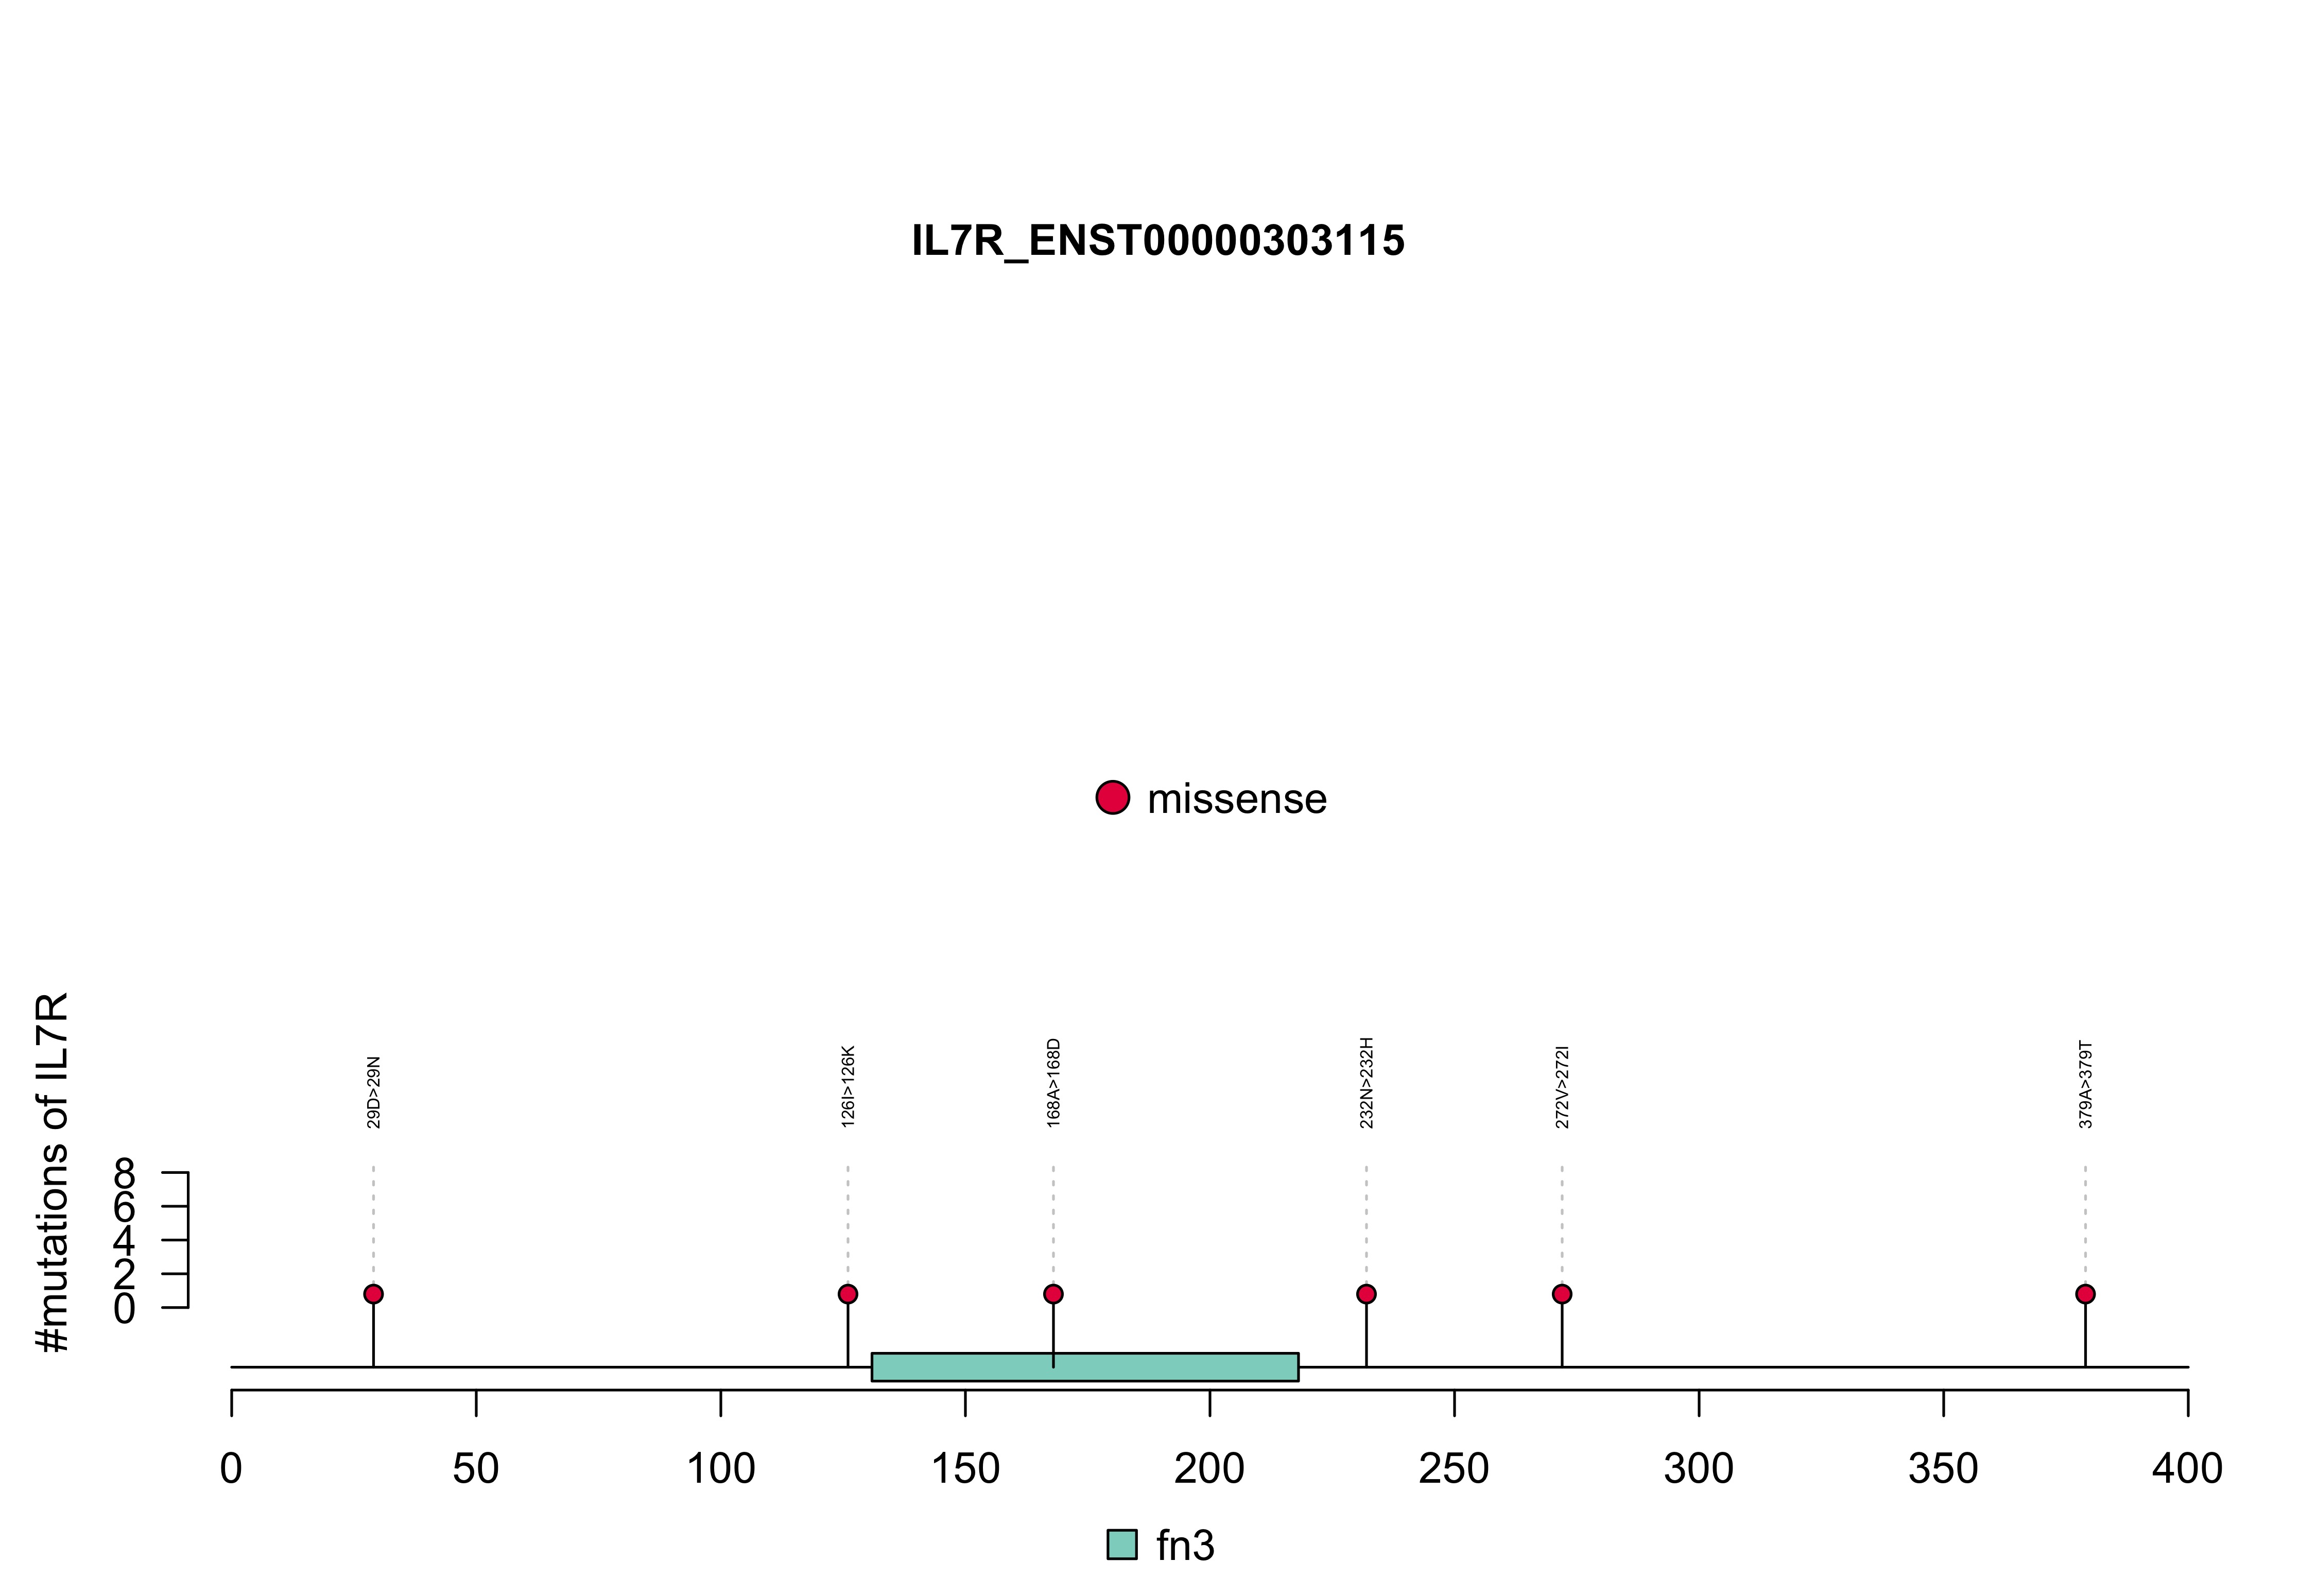 IL7R_ENST00000303115
missense
#mutations of IL7R
29D>29N
126I>126K
168A>168D
232N>232H
272V>272I
379A>379T
8
6
4
2
0
0 50 100 150 200 250 300 350 400
fn3